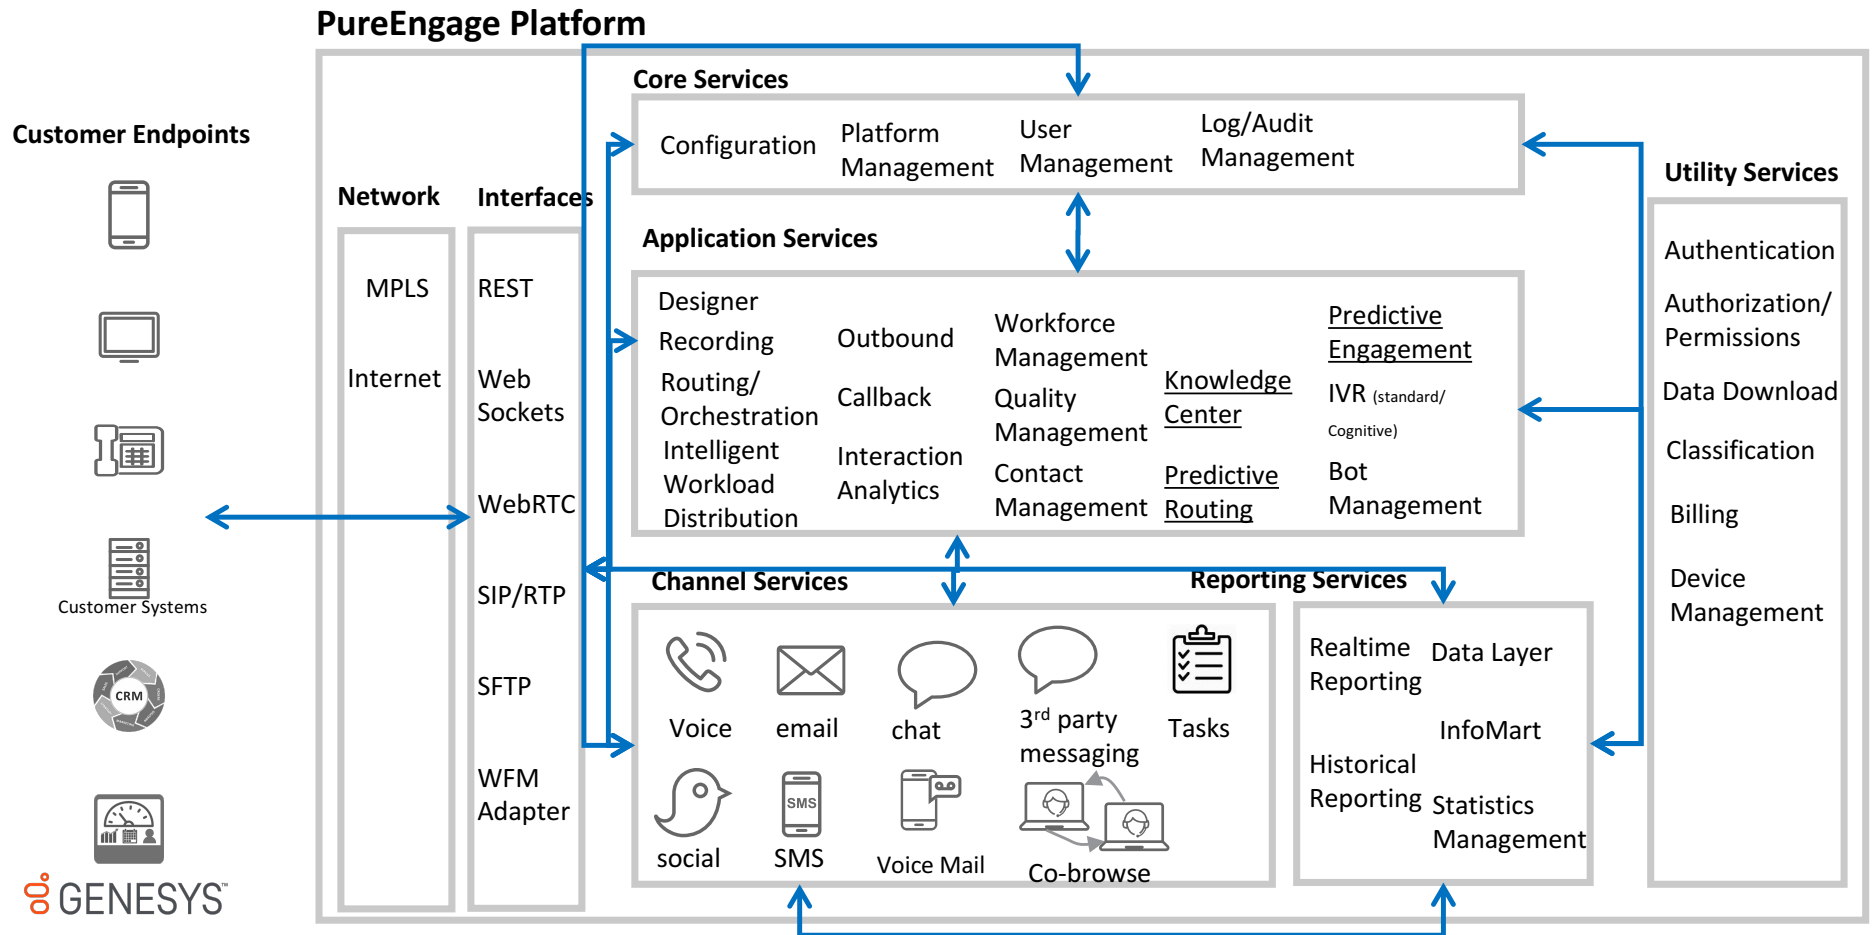 PureEngage Platform
Customer Endpoints
Customer Systems
CRM
GENESYS™
Network
MPLS
Internet
Interfaces
REST
Web
Sockets
WebRTC
SIP/RTP
SFTP
WFM
Adapter
Core Services
Configuration
Platform
Management
User
Management
Log/Audit
Management
Application Services
Designer
Recording
Routing/
Orchestration
Intelligent
Workload
Distribution
Outbound
Callback
Interaction
Analytics
Workforce
Management
Quality
Management
Contact
Management
Knowledge
Center
Predictive
Routing
Predictive
Engagement
IVR (standard/
Cognitive)
Bot
Management
Channel Services
Voice
email
chat
3rd party
messaging
Tasks
social
SMS
SMS
Voice Mail
Co-browse
Reporting Services
Realtime
Reporting
Historical
Reporting
Data Layer
InfoMart
Statistics
Management
Utility Services
Authentication
Authorization/
Permissions
Data Download
Classification
Billing
Device
Management